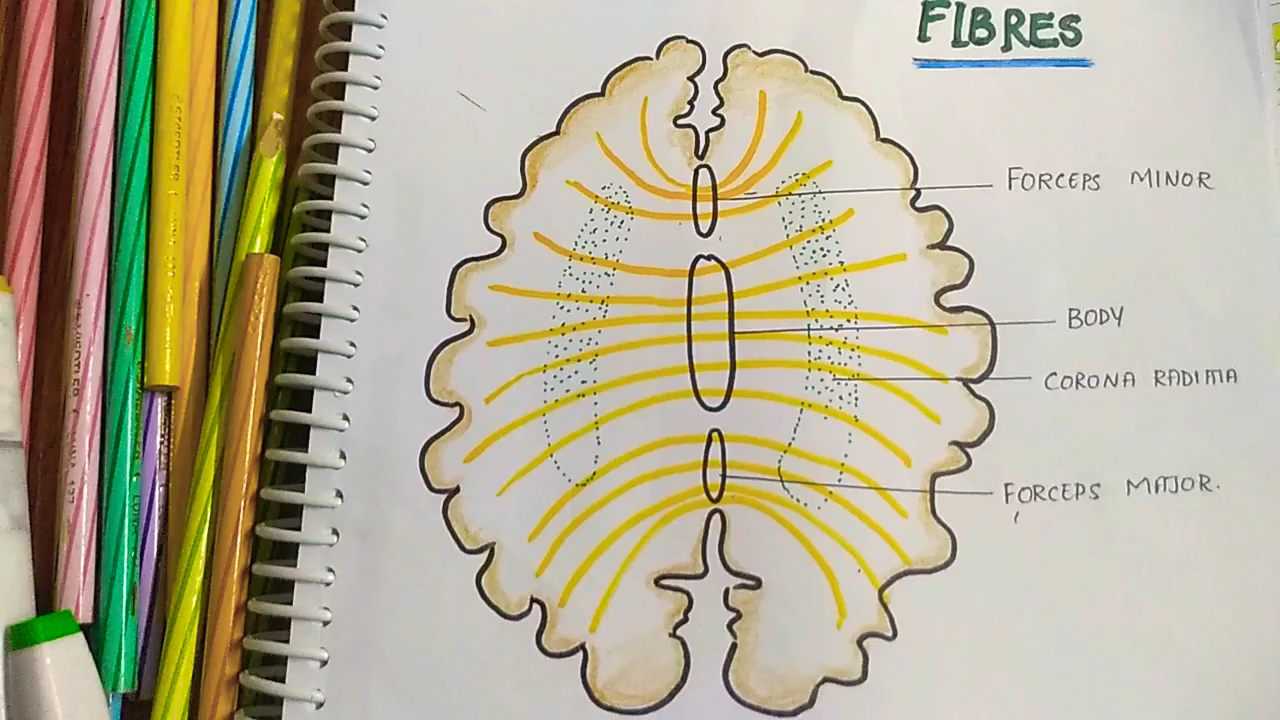 FIBRES
FORCEPS MINOR
BODY
CORONA RADIATA
FORCEPS MAJOR.